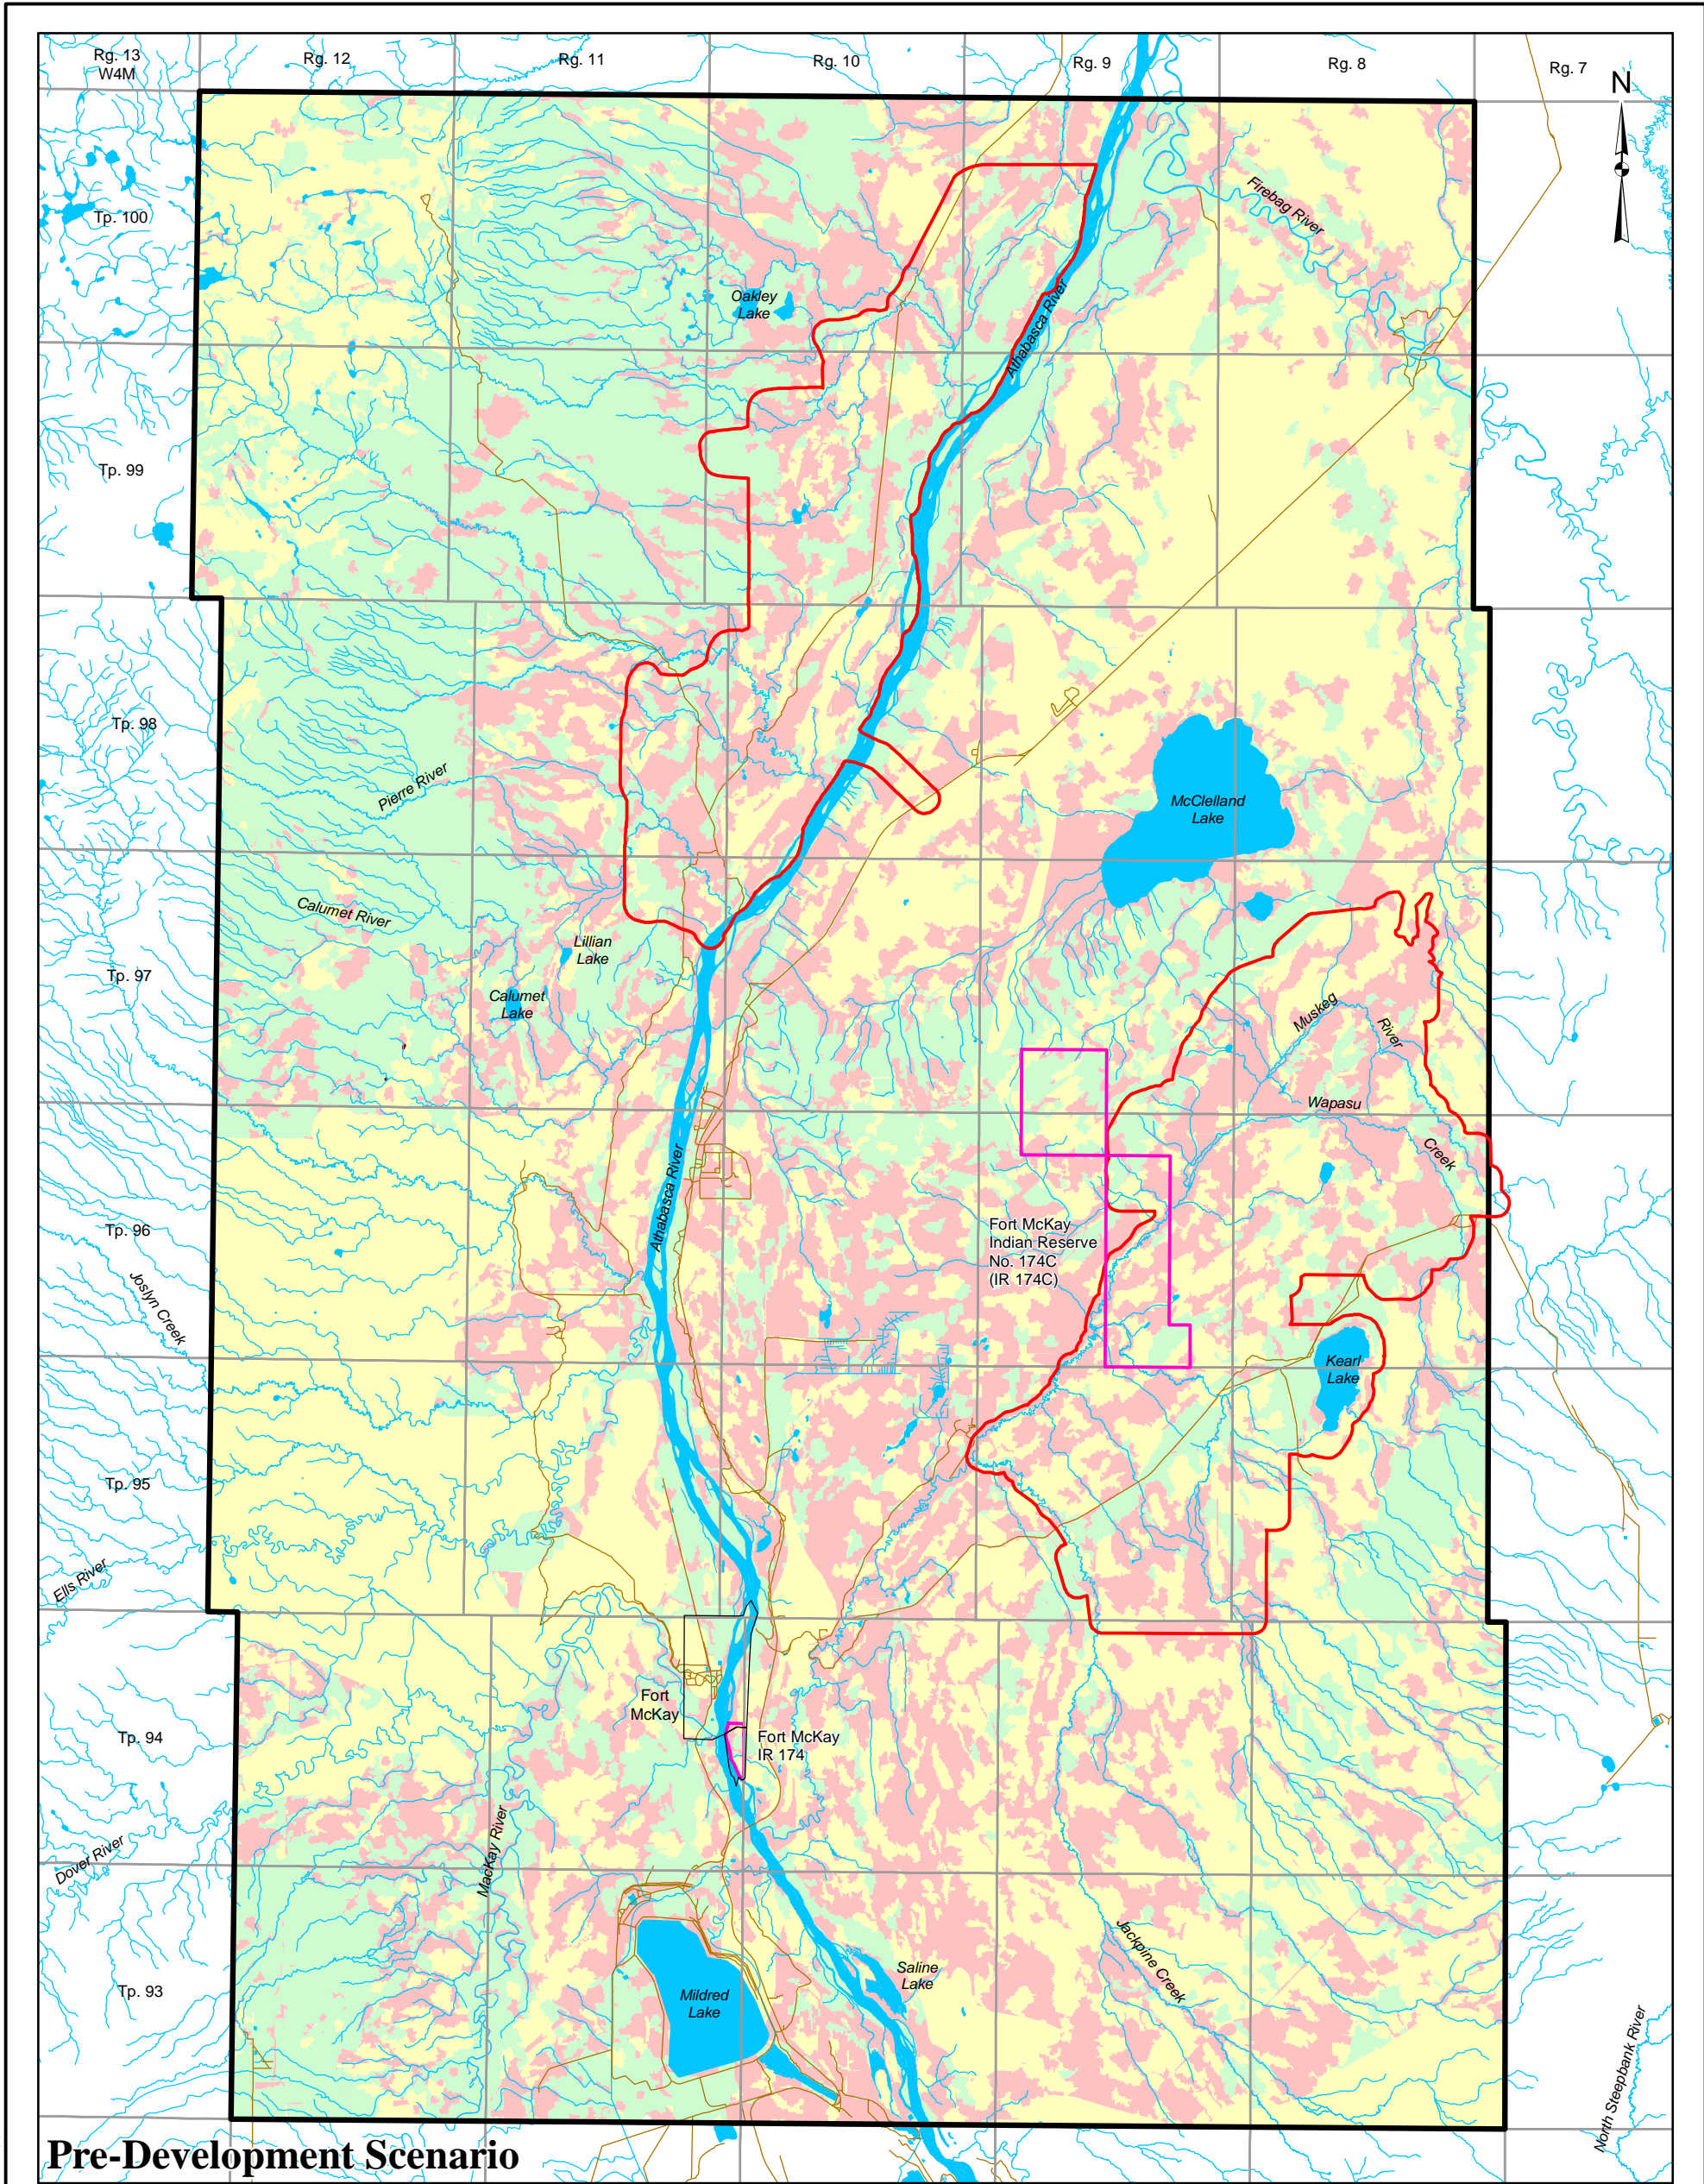 Rg. 13
W4M
Rg. 12
Rg. 11
Rg. 10
Rg. 9
Rg. 8
Rg. 7
N
Tp. 100
Firebag River
Oakley
Lake
Athabasca River
Tp. 99
Tp. 98
Pierre River
McClelland
Lake
Calumet River
Lillian
Lake
Tp. 97
Calumet
Lake
Muskeg
River
Wapasu
Creek
Athabasca River
Tp. 96
Fort McKay
Indian Reserve
No. 174C
(IR 174C)
Joslyn Creek
Kearl
Lake
Tp. 95
Ells River
Fort
McKay
Tp. 94
Fort McKay
IR 174
MacKay River
Dover River
Jackpine Creek
Saline
Lake
Tp. 93
Mildred
Lake
North Steepbank River
Pre-Development Scenario